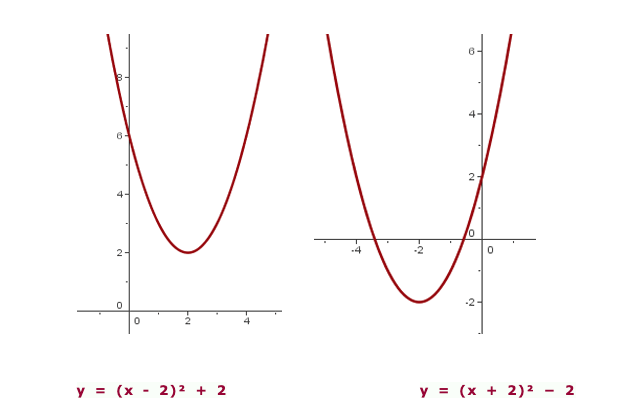 8
6
4
2
0
0 2 4
6
4
2
0
-4 -2 0
-2
y = (x - 2)² + 2
y = (x + 2)² − 2